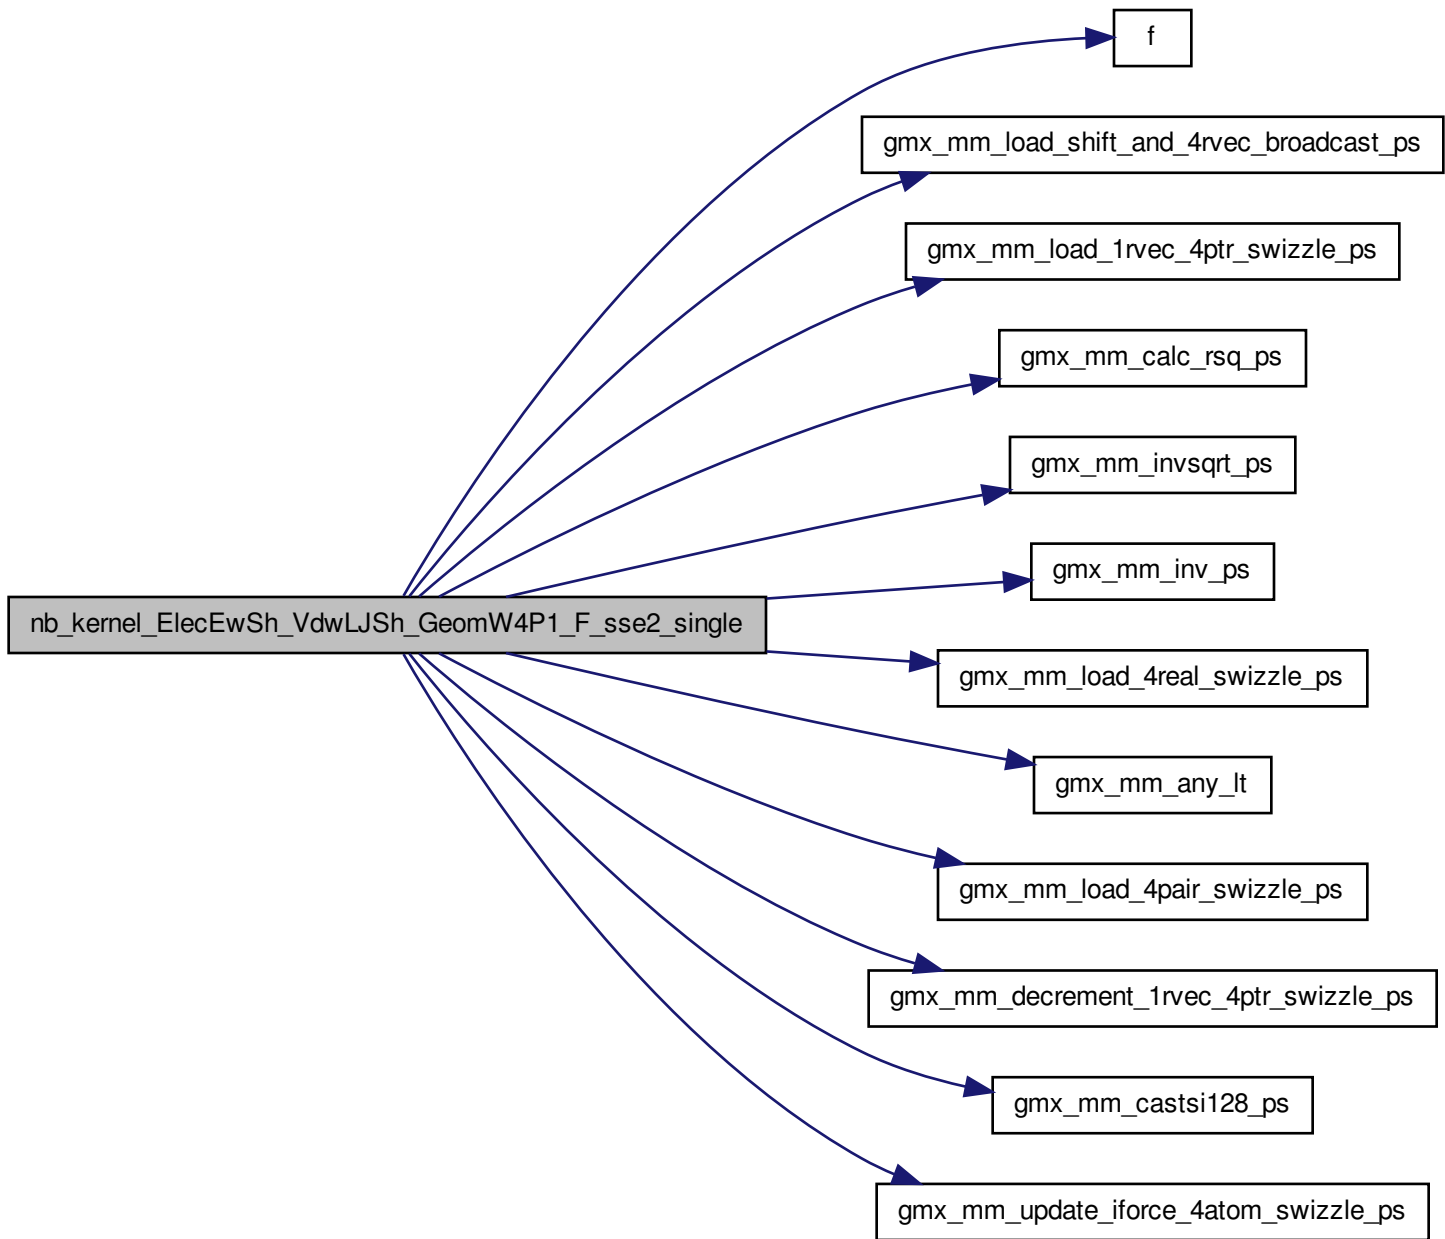 f
gmx_mm_load_shift_and_4rvec_broadcast_ps
gmx_mm_load_1rvec_4ptr_swizzle_ps
gmx_mm_calc_rsq_ps
gmx_mm_invsqrt_ps
gmx_mm_inv_ps
nb_kernel_ElecEwSh_VdwLJSh_GeomW4P1_F_sse2_single
gmx_mm_load_4real_swizzle_ps
gmx_mm_any_lt
gmx_mm_load_4pair_swizzle_ps
gmx_mm_decrement_1rvec_4ptr_swizzle_ps
gmx_mm_castsi128_ps
gmx_mm_update_iforce_4atom_swizzle_ps